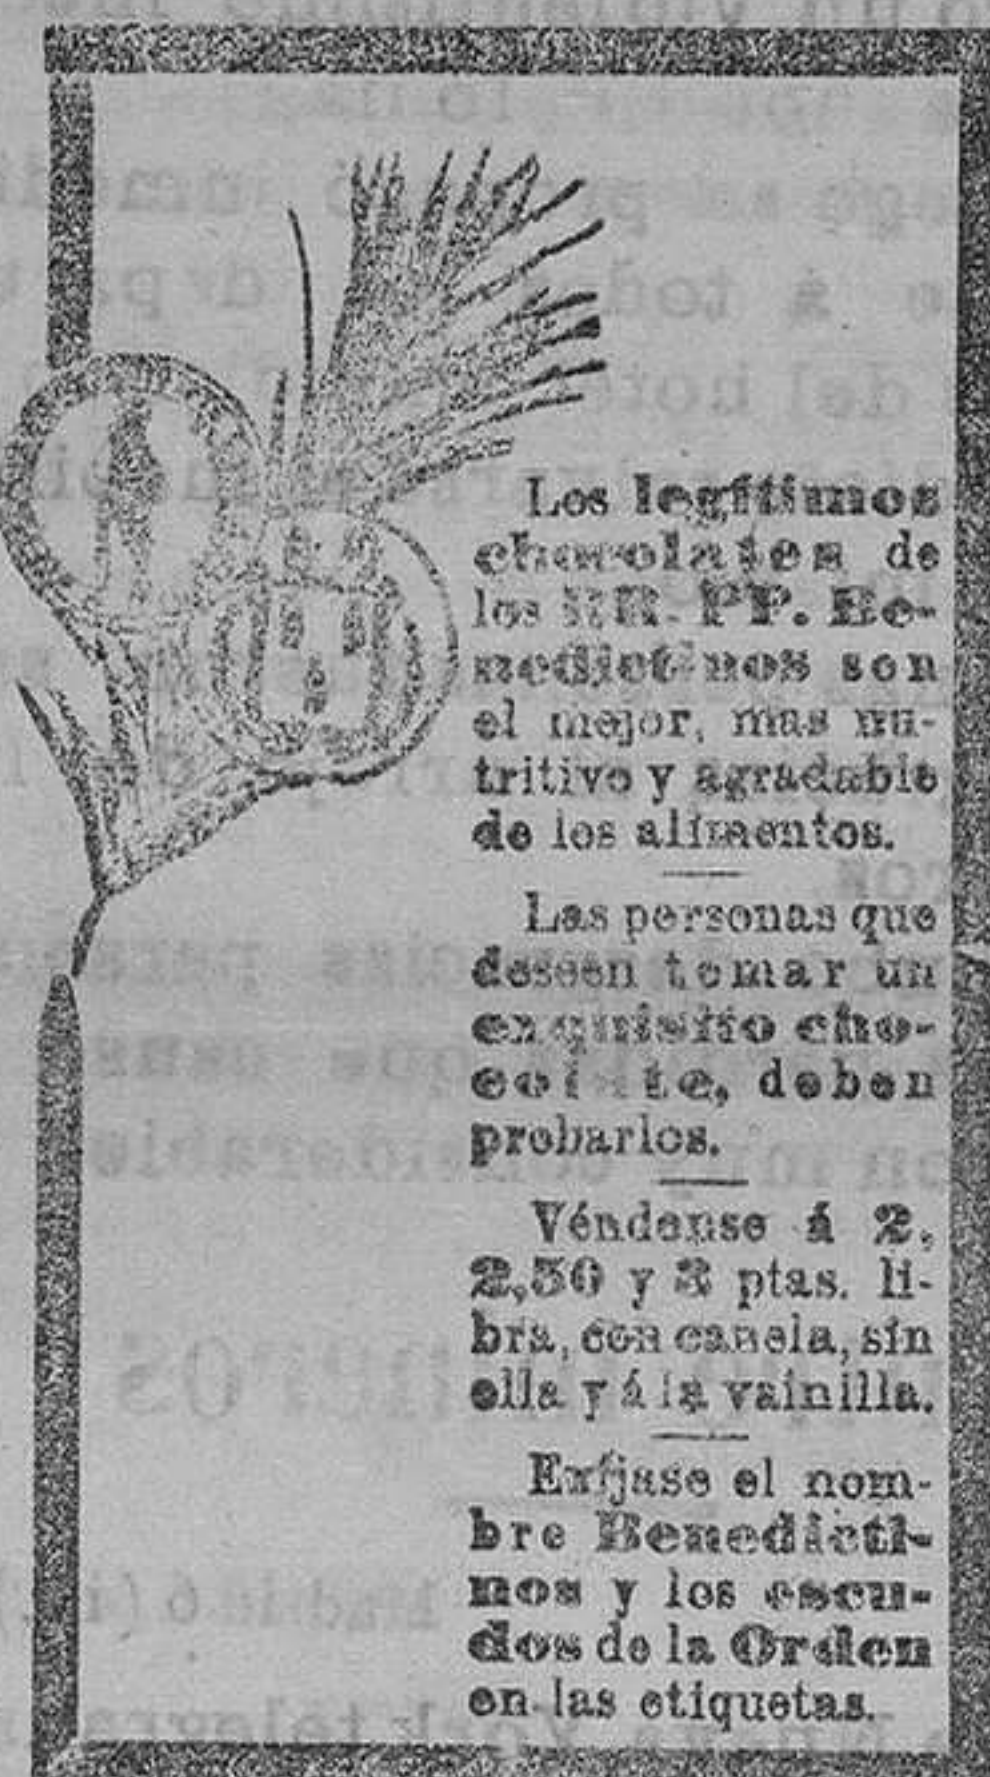 Los legítimos
chocolates de
los RR. PP. Be-
nedictinos son
el mejor, mas nu-
tritivo y agradable
de los alimentos.
Las personas que
deseen tomar un
exquisito cho-
colate, deben
probarlos.
Véndense á 2,
2,50 y 3 ptas. li-
bra, con canela, sin
ella y á la vainilla.
Exíjase el nom-
bre Benedicti-
nos y los escu-
dos de la Orden
en las etiquetas.